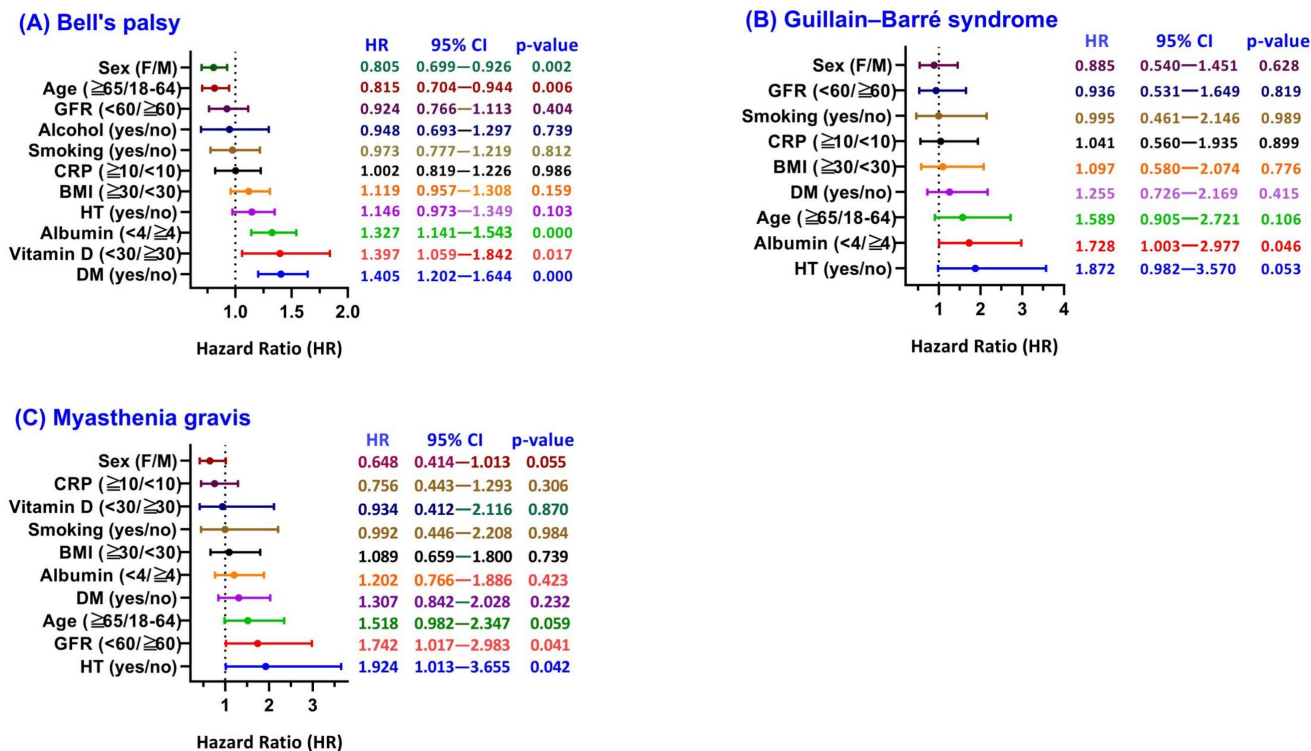 (A) Bell's palsy
HR 95% CI p-value
Sex (F/M) 0.805 0.699—0.926 0.002
Age (≧65/18-64) 0.815 0.704—0.944 0.006
GFR (<60/≧60) 0.924 0.766—1.113 0.404
Alcohol (yes/no) 0.948 0.693—1.297 0.739
Smoking (yes/no) 0.973 0.777—1.219 0.812
CRP (≧10/<10) 1.002 0.819—1.226 0.986
BMI (≧30/<30) 1.119 0.957—1.308 0.159
HT (yes/no) 1.146 0.973—1.349 0.103
Albumin (<4/≧4) 1.327 1.141—1.543 0.000
Vitamin D (<30/≧30) 1.397 1.059—1.842 0.017
DM (yes/no) 1.405 1.202—1.644 0.000
1.0 1.5 2.0
Hazard Ratio (HR)
(B) Guillain–Barré syndrome
HR 95% CI p-value
Sex (F/M) 0.885 0.540—1.451 0.628
GFR (<60/≧60) 0.936 0.531—1.649 0.819
Smoking (yes/no) 0.995 0.461—2.146 0.989
CRP (≧10/<10) 1.041 0.560—1.935 0.899
BMI (≧30/<30) 1.097 0.580—2.074 0.776
DM (yes/no) 1.255 0.726—2.169 0.415
Age (≧65/18-64) 1.589 0.905—2.721 0.106
Albumin (<4/≧4) 1.728 1.003—2.977 0.046
HT (yes/no) 1.872 0.982—3.570 0.053
1 2 3 4
Hazard Ratio (HR)
(C) Myasthenia gravis
HR 95% CI p-value
Sex (F/M) 0.648 0.414—1.013 0.055
CRP (≧10/<10) 0.756 0.443—1.293 0.306
Vitamin D (<30/≧30) 0.934 0.412—2.116 0.870
Smoking (yes/no) 0.992 0.446—2.208 0.984
BMI (≧30/<30) 1.089 0.659—1.800 0.739
Albumin (<4/≧4) 1.202 0.766—1.886 0.423
DM (yes/no) 1.307 0.842—2.028 0.232
Age (≧65/18-64) 1.518 0.982—2.347 0.059
GFR (<60/≧60) 1.742 1.017—2.983 0.041
HT (yes/no) 1.924 1.013—3.655 0.042
1 2 3
Hazard Ratio (HR)